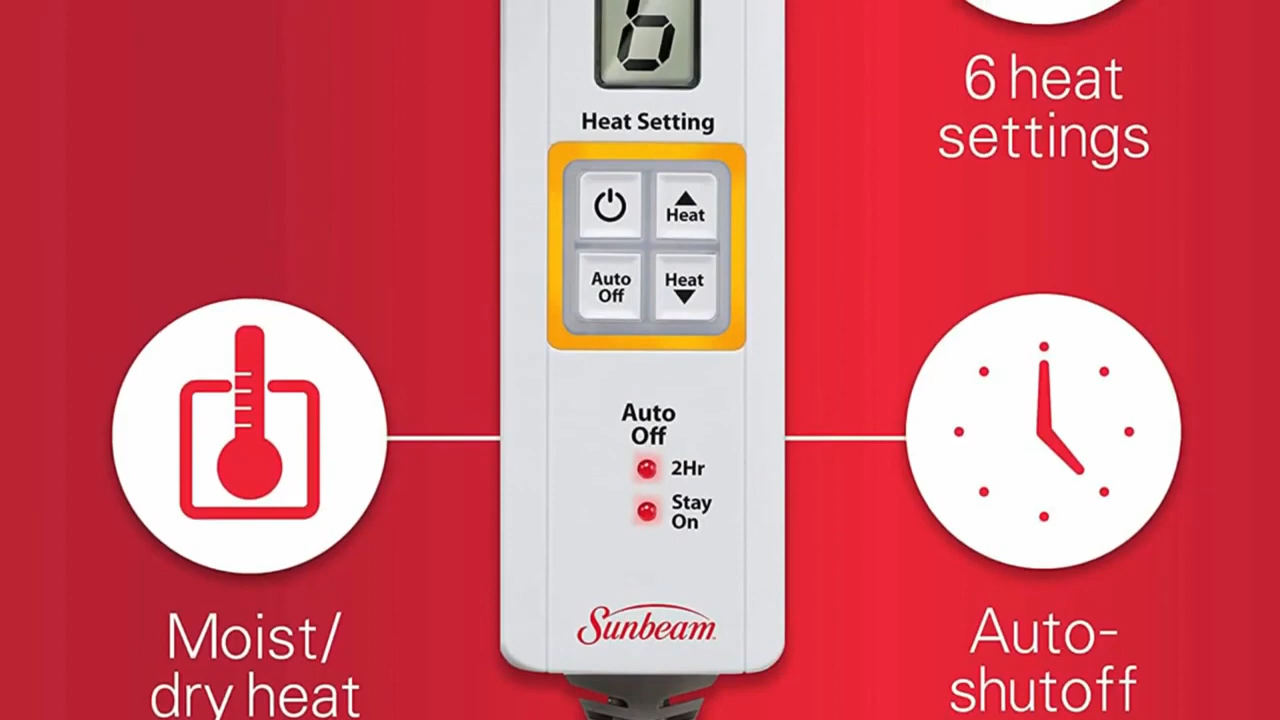 6
6 heat
settings
Heat Setting
Heat
Auto
Off
Heat
Auto
Off
2Hr
Stay
On
Sunbeam
Moist/
dry heat
Auto-
shutoff